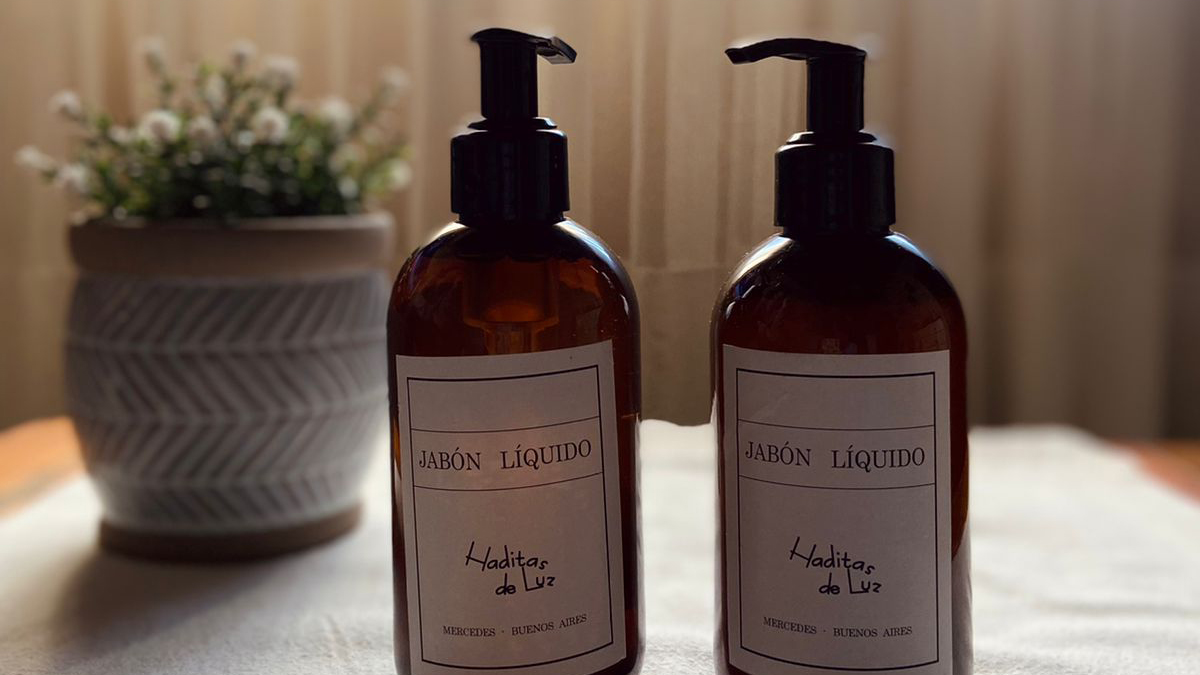 JABÓN LÍQUIDO
Haditas
de Luz
MERCEDES · BUENOS AIRES
JABÓN LÍQUIDO
Haditas
de Luz
MERCEDES · BUENOS AIRES